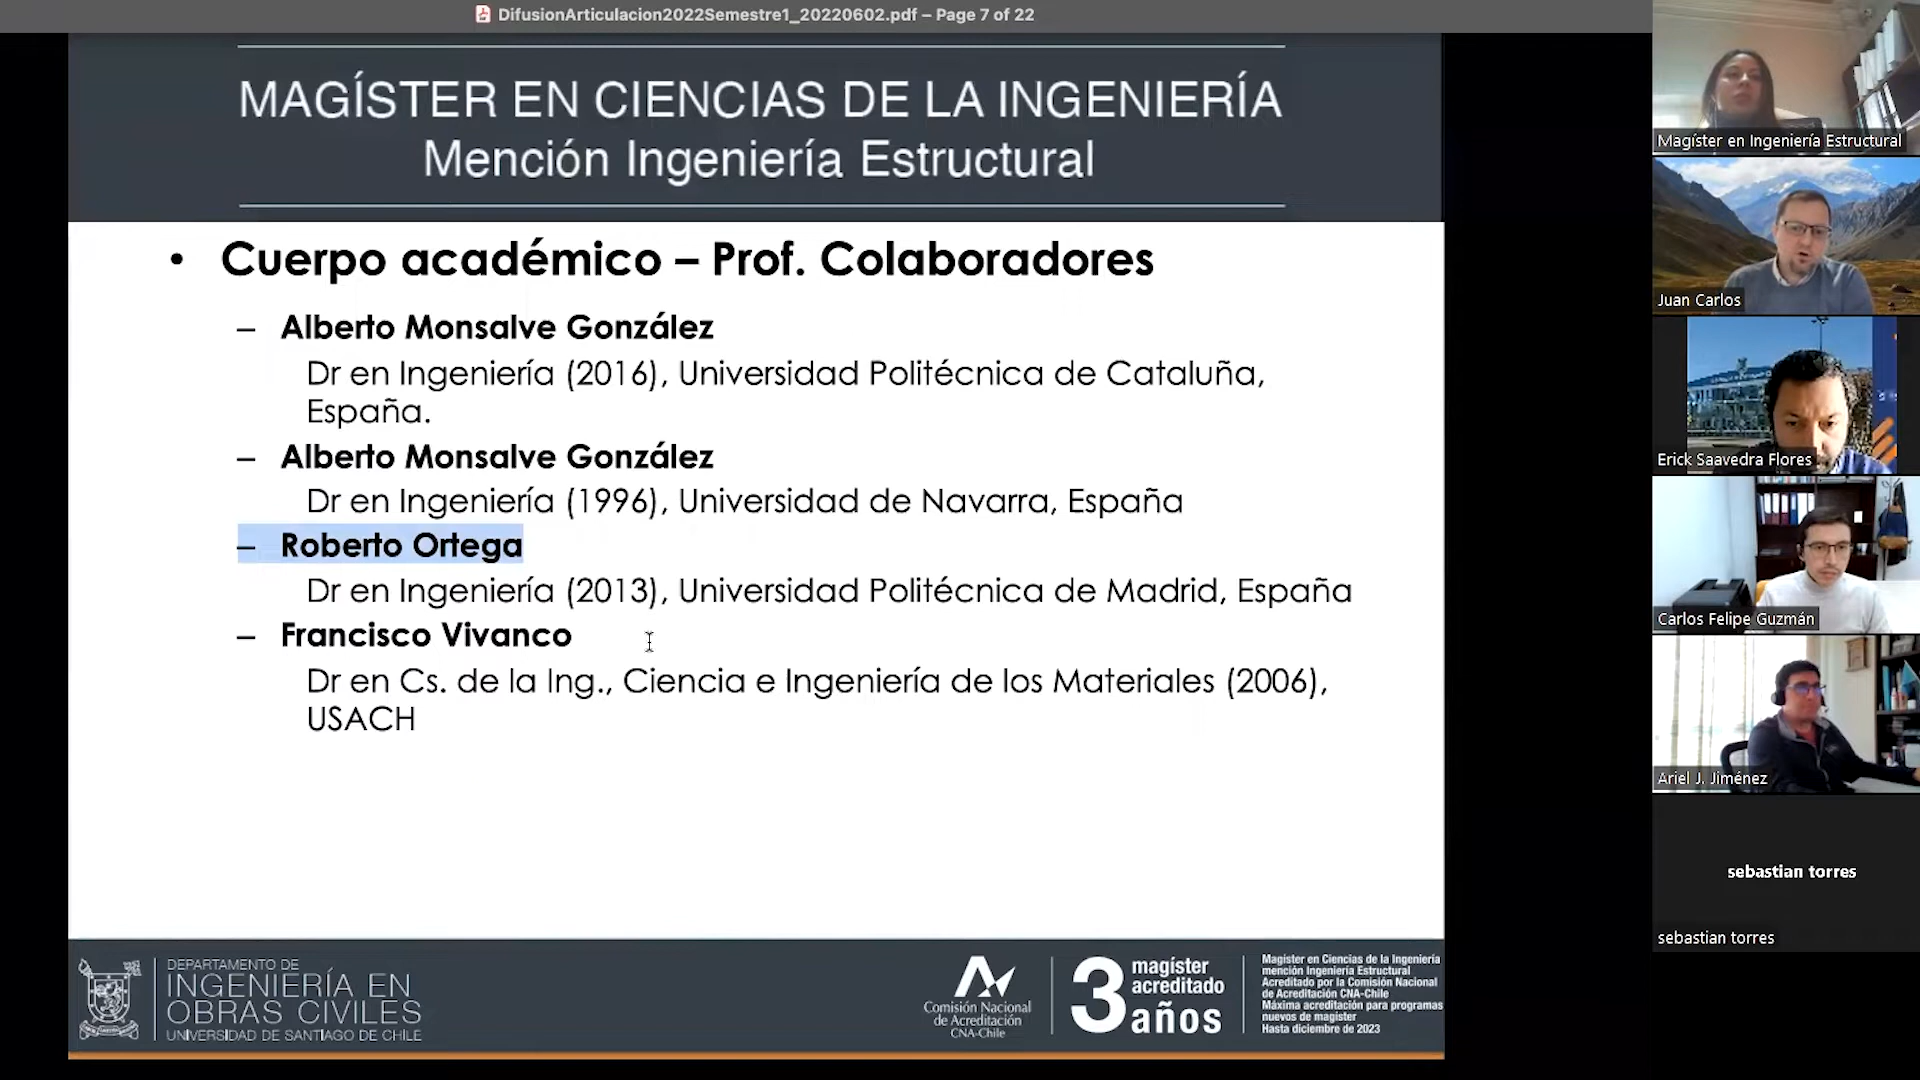 DifusionArticulacion2022Semestre1_20220602.pdf – Page 7 of 22
MAGÍSTER EN CIENCIAS DE LA INGENIERÍA
Mención Ingeniería Estructural
• Cuerpo académico – Prof. Colaboradores
– Alberto Monsalve González
Dr en Ingeniería (2016), Universidad Politécnica de Cataluña,
España.
– Alberto Monsalve González
Dr en Ingeniería (1996), Universidad de Navarra, España
– Roberto Ortega
Dr en Ingeniería (2013), Universidad Politécnica de Madrid, España
– Francisco Vivanco
Dr en Cs. de la Ing., Ciencia e Ingeniería de los Materiales (2006),
USACH
DEPARTAMENTO DE
INGENIERÍA EN
OBRAS CIVILES
UNIVERSIDAD DE SANTIAGO DE CHILE
Comisión Nacional
de Acreditación
CNA-Chile
3 magíster
acreditado
años
Magíster en Ciencias de la Ingeniería
mención Ingeniería Estructural
Acreditado por la Comisión Nacional
de Acreditación CNA-Chile
Máxima acreditación para programas
nuevos de magíster
Hasta diciembre de 2023
Magíster en Ingeniería Estructural
Juan Carlos
Erick Saavedra Flores
Carlos Felipe Guzmán
Ariel J. Jiménez
sebastian torres
sebastian torres